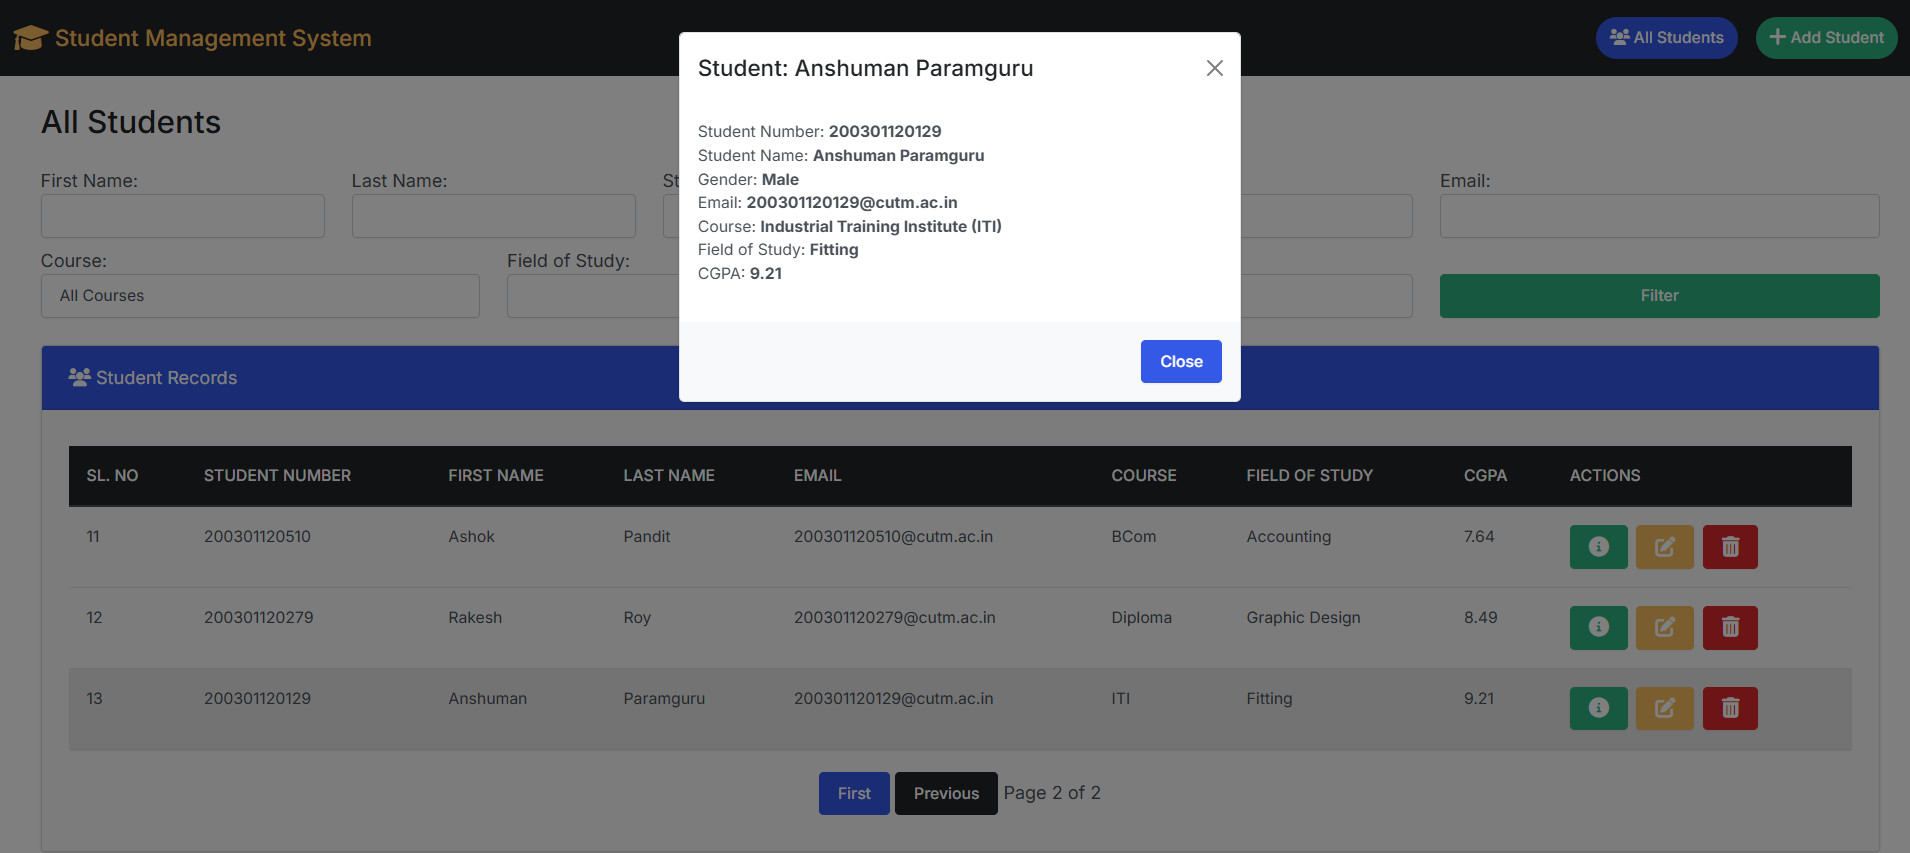 Student Management System
All Students
Add Student
Student: Anshuman Paramguru
Student Number: 200301120129
Student Name: Anshuman Paramguru
Gender: Male
Email: 200301120129@cutm.ac.in
Course: Industrial Training Institute (ITI)
Field of Study: Fitting
CGPA: 9.21
Close
All Students
First Name:
Last Name:
St
Email:
Course:
Field of Study:
All Courses
Filter
Student Records
SL. NO STUDENT NUMBER FIRST NAME LAST NAME EMAIL COURSE FIELD OF STUDY CGPA ACTIONS
11 200301120510 Ashok Pandit 200301120510@cutm.ac.in BCom Accounting 7.64
12 200301120279 Rakesh Roy 200301120279@cutm.ac.in Diploma Graphic Design 8.49
13 200301120129 Anshuman Paramguru 200301120129@cutm.ac.in ITI Fitting 9.21
First Previous Page 2 of 2